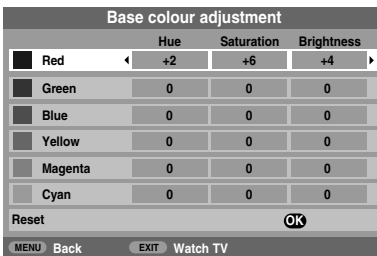 Base colour adjustment
Hue Saturation Brightness
Red +2 +6 +4
Green 0 0 0
Blue 0 0 0
Yellow 0 0 0
Magenta 0 0 0
Cyan 0 0 0
Reset OK
MENU Back EXIT Watch TV